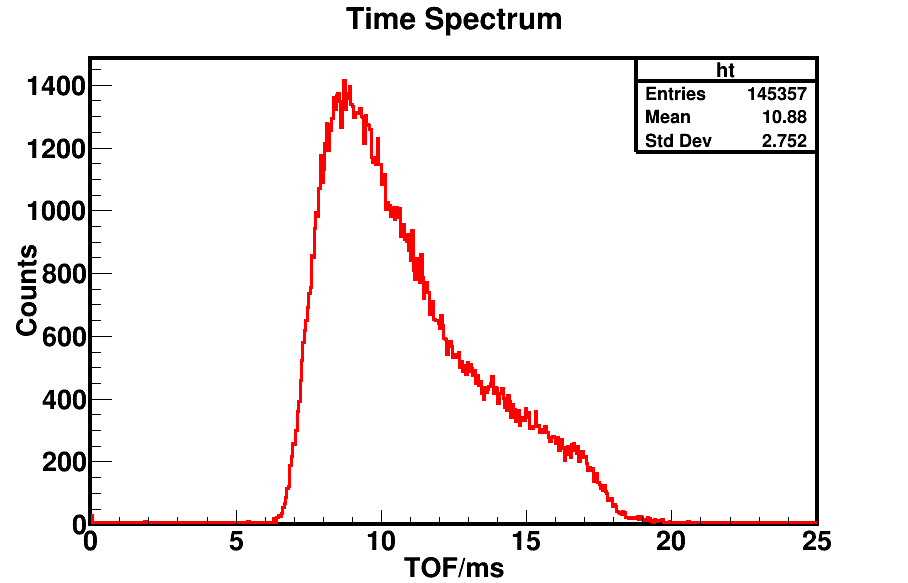 Time Spectrum
ht
Entries 145357
Mean 10.88
Std Dev 2.752
1400
1200
1000
800
600
400
200
0
Counts
0 5 10 15 20 25
TOF/ms